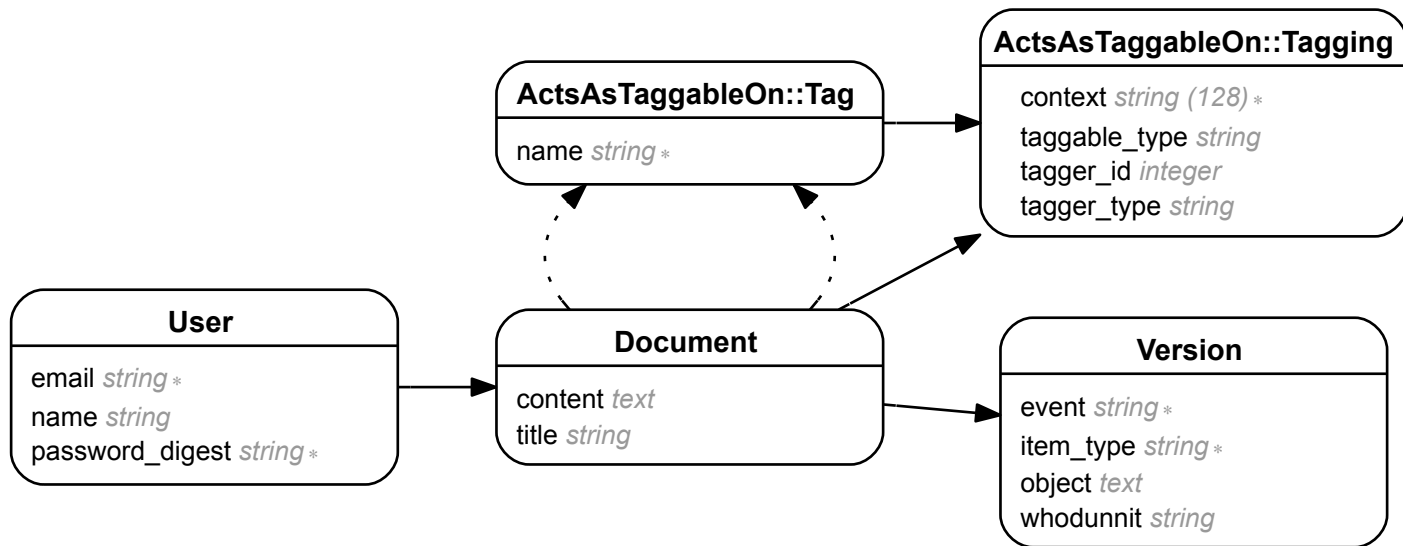 ActsAsTaggableOn::Tagging
context string (128) *
taggable_type string
tagger_id integer
tagger_type string
ActsAsTaggableOn::Tag
name string *
User
email string *
name string
password_digest string *
Document
content text
title string
Version
event string *
item_type string *
object text
whodunnit string